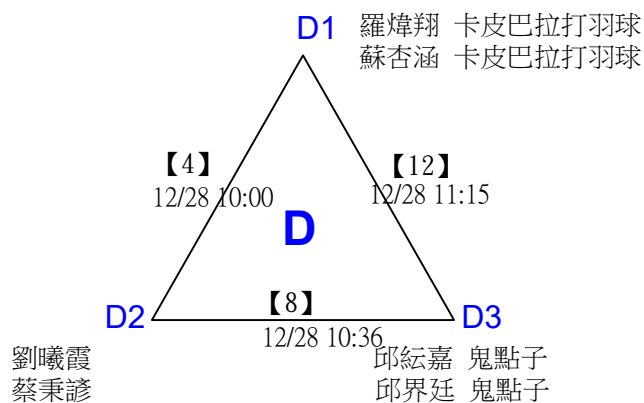 D1
羅煒翔 卡皮巴拉打羽球
蘇杏涵 卡皮巴拉打羽球
【4】
12/28 10:00
【12】
12/28 11:15
D
D2
【8】
12/28 10:36
D3
劉曦霞
蔡秉諺
邱紜嘉 鬼點子
邱界廷 鬼點子